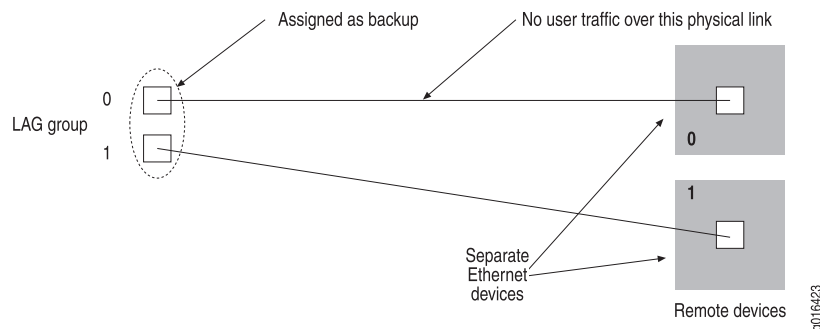 Assigned as backup
No user traffic over this physical link
0
LAG group
1
0
1
Separate
Ethernet
devices
Remote devices
g016423